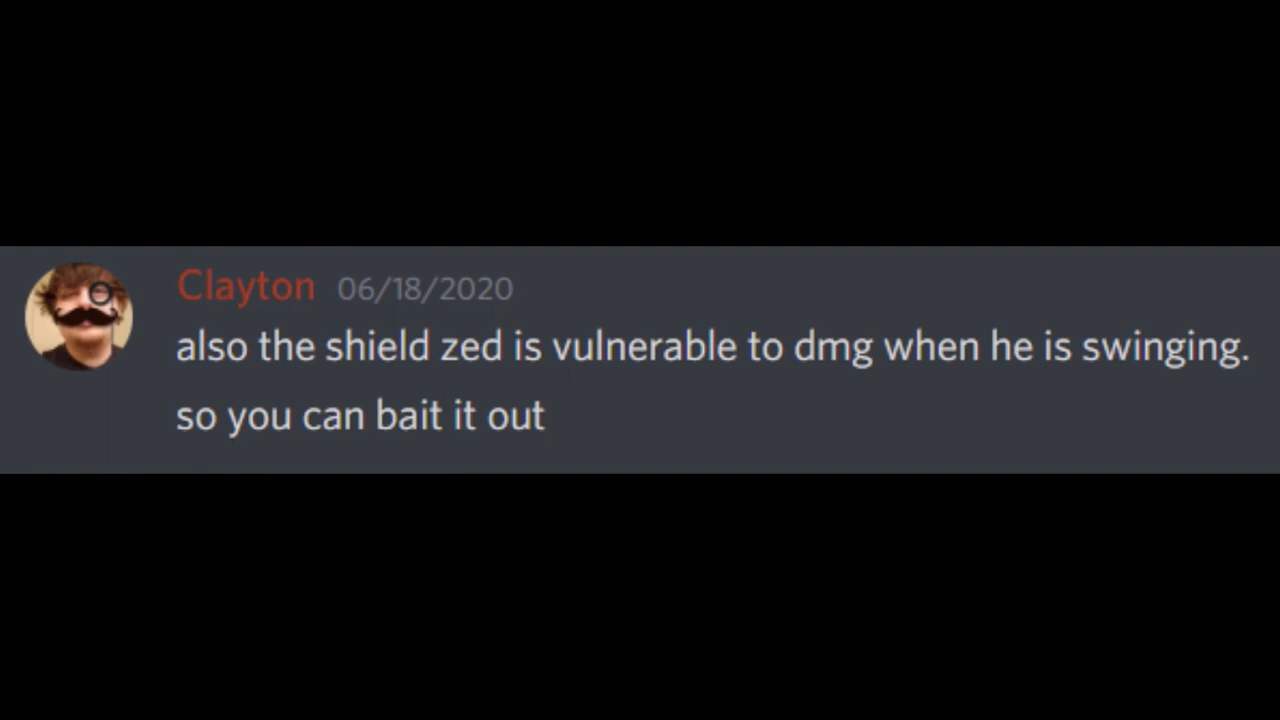 Clayton 06/18/2020
also the shield zed is vulnerable to dmg when he is swinging.
so you can bait it out